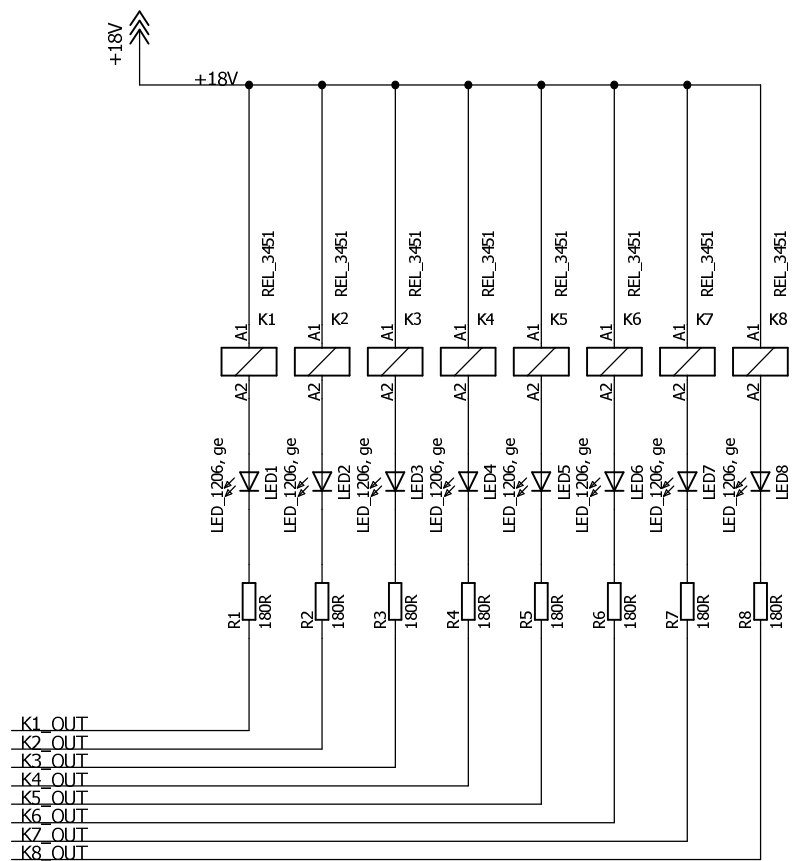 +18V
+18V
REL_3451 REL_3451 REL_3451 REL_3451 REL_3451 REL_3451 REL_3451 REL_3451
A1 K1 A1 K2 A1 K3 A1 K4 A1 K5 A1 K6 A1 K7 A1 K8
A2 A2 A2 A2 A2 A2 A2 A2
LED_1206, ge LED1 LED_1206, ge LED2 LED_1206, ge LED3 LED_1206, ge LED4 LED_1206, ge LED5 LED_1206, ge LED6 LED_1206, ge LED7 LED_1206, ge LED8
R1 180R R2 180R R3 180R R4 180R R5 180R R6 180R R7 180R R8 180R
K1_OUT
K2_OUT
K3_OUT
K4_OUT
K5_OUT
K6_OUT
K7_OUT
K8_OUT